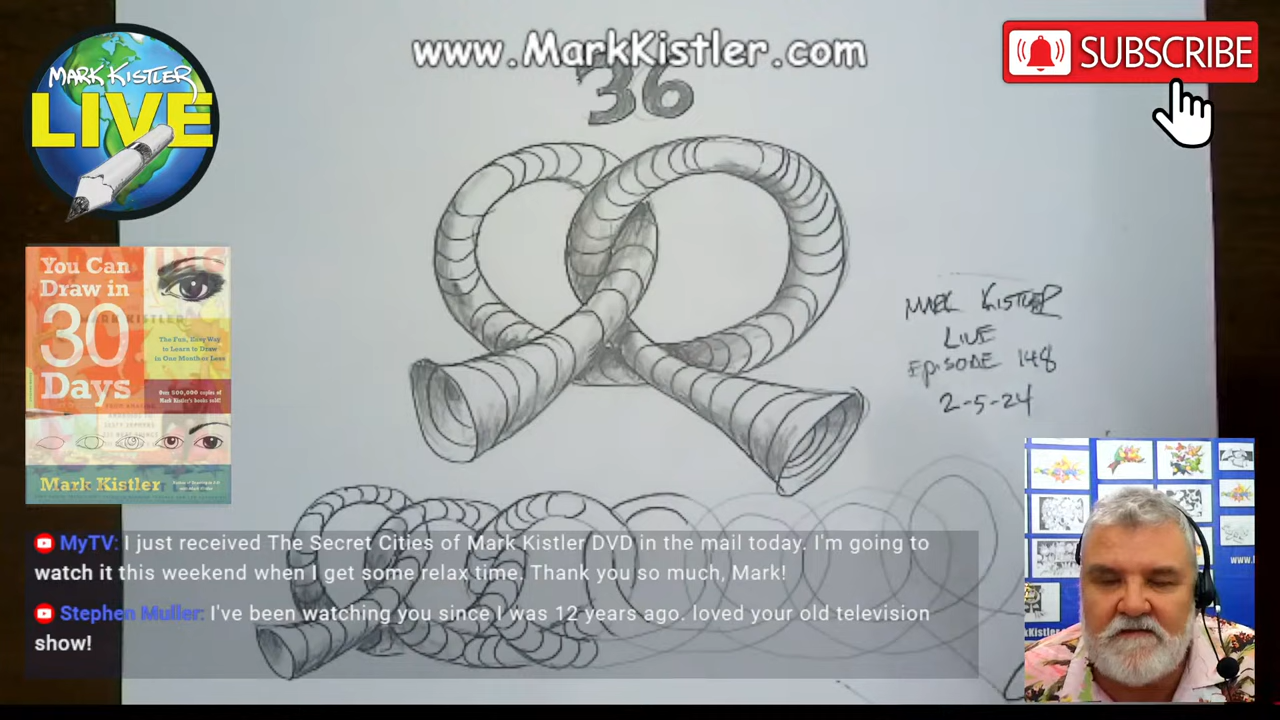 www.MarkKistler.com
SUBSCRIBE
MARK KISTLER
LIVE
36
You Can
Draw in
30
Days
The Fun, Easy Way
to Learn to Draw
in One Month or Less
Mark Kistler
MARK KISTLER
LIVE
EPISODE 148
2-5-24
MyTV: I just received The Secret Cities of Mark Kistler DVD in the mail today. I'm going to
watch it this weekend when I get some relax time. Thank you so much, Mark!
Stephen Muller: I've been watching you since I was 12 years ago. loved your old television
show!